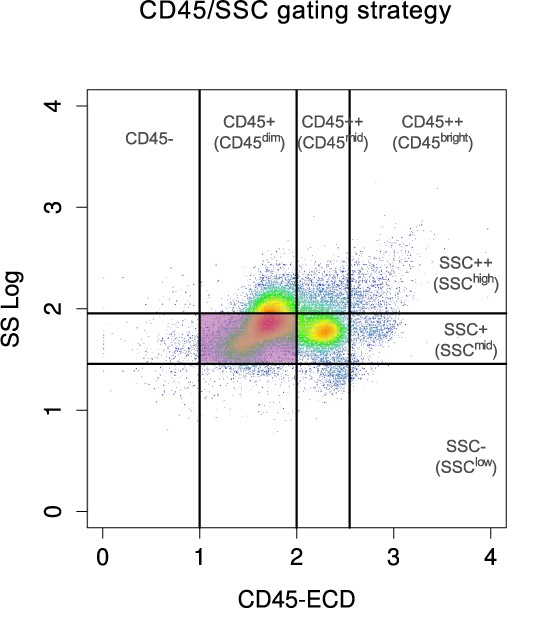 CD45/SSC gating strategy
4
3
2
1
0
SS Log
CD45-
CD45+
(CD45dim)
CD45++
(CD45mid)
CD45++
(CD45bright)
SSC++
(SSChigh)
SSC+
(SSCmid)
SSC-
(SSClow)
0 1 2 3 4
CD45-ECD